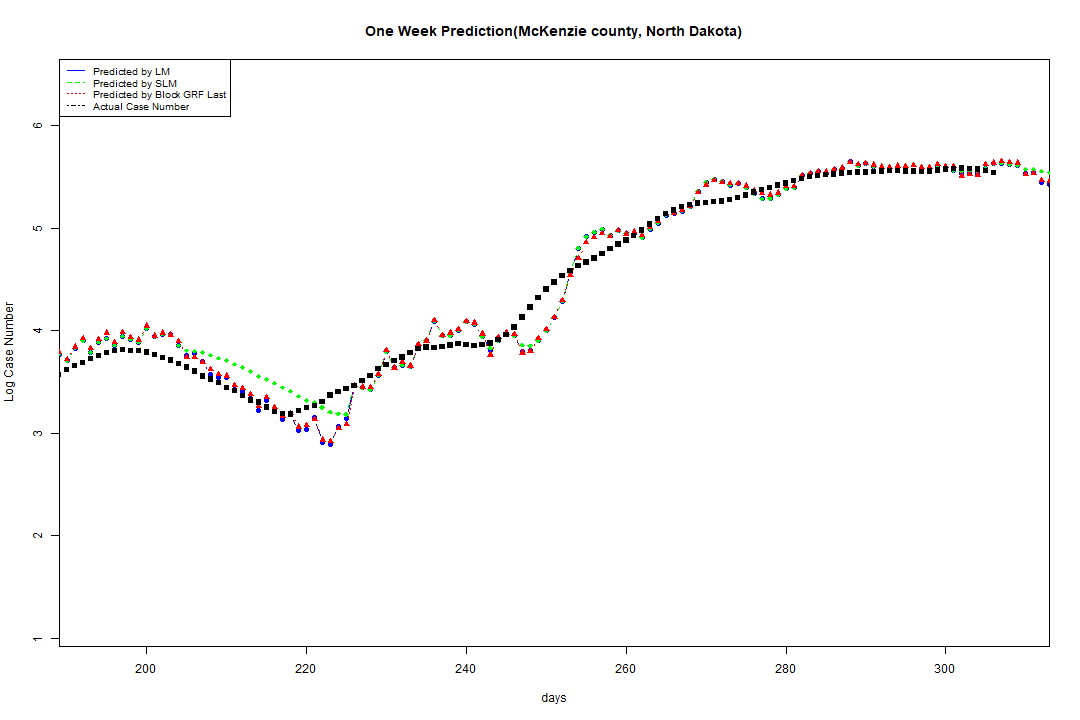 One Week Prediction(McKenzie county, North Dakota)
Predicted by LM
Predicted by SLM
Predicted by Block GRF Last
Actual Case Number
Log Case Number
6
5
4
3
2
1
200 220 240 260 280 300
days